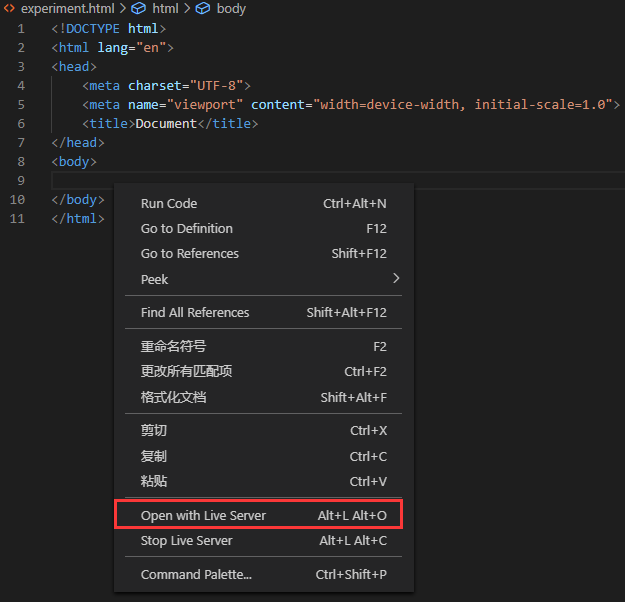 experiment.html > html > body
1 <!DOCTYPE html>
2 <html lang="en">
3 <head>
4 <meta charset="UTF-8">
5 <meta name="viewport" content="width=device-width, initial-scale=1.0">
6 <title>Document</title>
7 </head>
8 <body>
9
10 </body>
11 </html>
Run Code Ctrl+Alt+N
Go to Definition F12
Go to References Shift+F12
Peek >
Find All References Shift+Alt+F12
重命名符号 F2
更改所有匹配项 Ctrl+F2
格式化文档 Shift+Alt+F
剪切 Ctrl+X
复制 Ctrl+C
粘贴 Ctrl+V
Open with Live Server Alt+L Alt+O
Stop Live Server Alt+L Alt+C
Command Palette... Ctrl+Shift+P